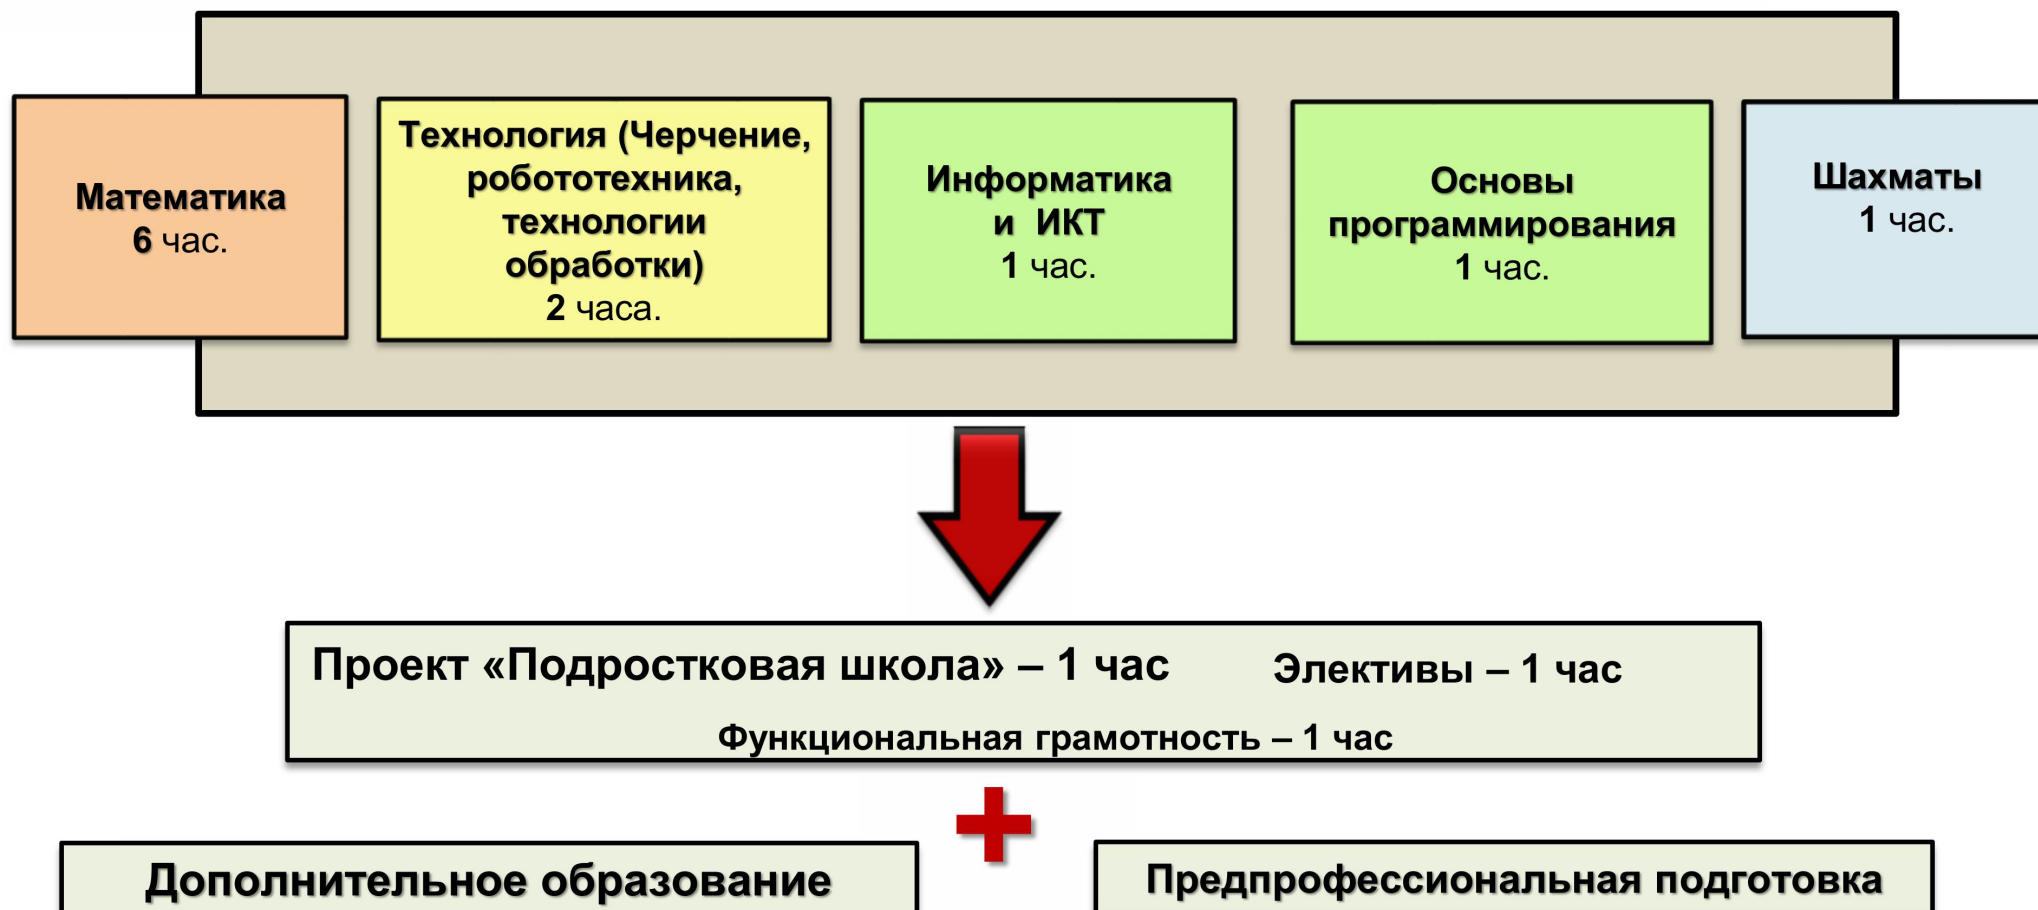 Математика
6 час.
Технология (Черчение,
робототехника,
технологии
обработки)
2 часа.
Информатика
и ИКТ
1 час.
Основы
программирования
1 час.
Шахматы
1 час.
Проект «Подростковая школа» – 1 час
Элективы – 1 час
Функциональная грамотность – 1 час
Дополнительное образование
Предпрофессиональная подготовка